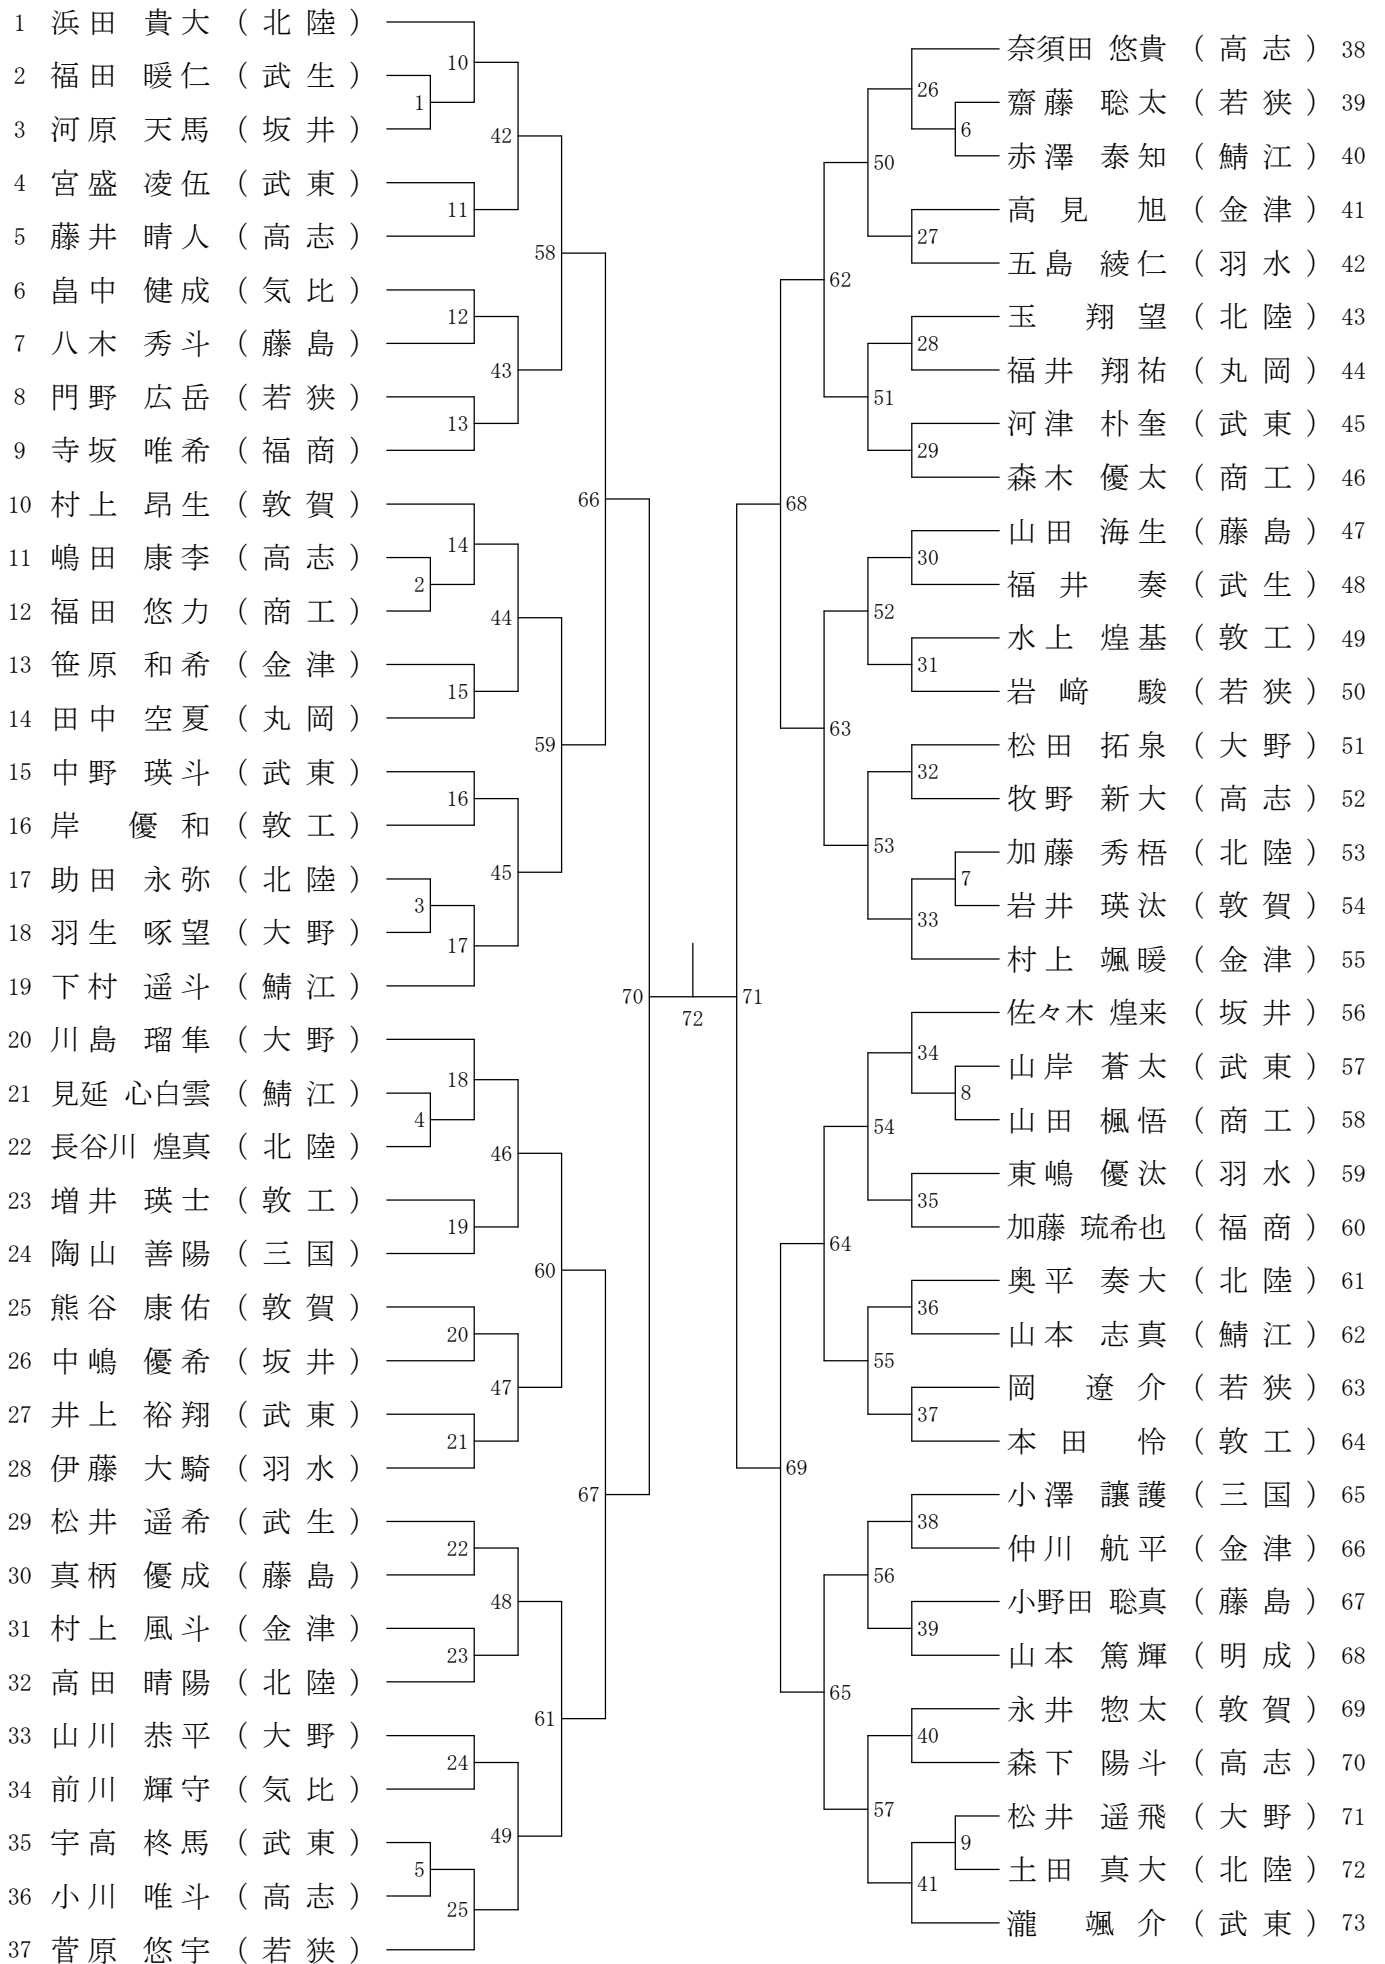 1 浜田 貴大 (北陸)
2 福田 暖仁 (武生)
3 河原 天馬 (坂井)
4 宮盛 凌伍 (武東)
5 藤井 晴人 (高志)
6 畠中 健成 (気比)
7 八木 秀斗 (藤島)
8 門野 広岳 (若狭)
9 寺坂 唯希 (福商)
10 村上 昂生 (敦賀)
11 嶋田 康李 (高志)
12 福田 悠力 (商工)
13 笹原 和希 (金津)
14 田中 空夏 (丸岡)
15 中野 瑛斗 (武東)
16 岸 優和 (敦工)
17 助田 永弥 (北陸)
18 羽生 啄望 (大野)
19 下村 遥斗 (鯖江)
20 川島 瑠隼 (大野)
21 見延 心白雲 (鯖江)
22 長谷川 煌真 (北陸)
23 増井 瑛士 (敦工)
24 陶山 善陽 (三国)
25 熊谷 康佑 (敦賀)
26 中嶋 優希 (坂井)
27 井上 裕翔 (武東)
28 伊藤 大騎 (羽水)
29 松井 遥希 (武生)
30 真柄 優成 (藤島)
31 村上 風斗 (金津)
32 高田 晴陽 (北陸)
33 山川 恭平 (大野)
34 前川 輝守 (気比)
35 宇高 柊馬 (武東)
36 小川 唯斗 (高志)
37 菅原 悠宇 (若狭)
1
2
3
4
5
10
11
12
13
14
15
16
17
18
19
20
21
22
23
24
25
42
43
44
45
46
47
48
49
58
59
60
61
66
67
70
72
71
68
69
62
63
64
65
50
51
52
53
54
55
56
57
26
27
28
29
30
31
32
33
34
35
36
37
38
39
40
41
6
7
8
9
奈須田 悠貴 (高志) 38
齋藤 聡太 (若狭) 39
赤澤 泰知 (鯖江) 40
高見 旭 (金津) 41
五島 綾仁 (羽水) 42
玉 翔望 (北陸) 43
福井 翔祐 (丸岡) 44
河津 朴奎 (武東) 45
森木 優太 (商工) 46
山田 海生 (藤島) 47
福井 奏 (武生) 48
水上 煌基 (敦工) 49
岩﨑 駿 (若狭) 50
松田 拓泉 (大野) 51
牧野 新大 (高志) 52
加藤 秀梧 (北陸) 53
岩井 瑛汰 (敦賀) 54
村上 颯暖 (金津) 55
佐々木 煌来 (坂井) 56
山岸 蒼太 (武東) 57
山田 楓悟 (商工) 58
東嶋 優汰 (羽水) 59
加藤 琉希也 (福商) 60
奥平 奏大 (北陸) 61
山本 志真 (鯖江) 62
岡 遼介 (若狭) 63
本田 怜 (敦工) 64
小澤 讓護 (三国) 65
仲川 航平 (金津) 66
小野田 聡真 (藤島) 67
山本 篤輝 (明成) 68
永井 惣太 (敦賀) 69
森下 陽斗 (高志) 70
松井 遥飛 (大野) 71
土田 真大 (北陸) 72
瀧 颯介 (武東) 73